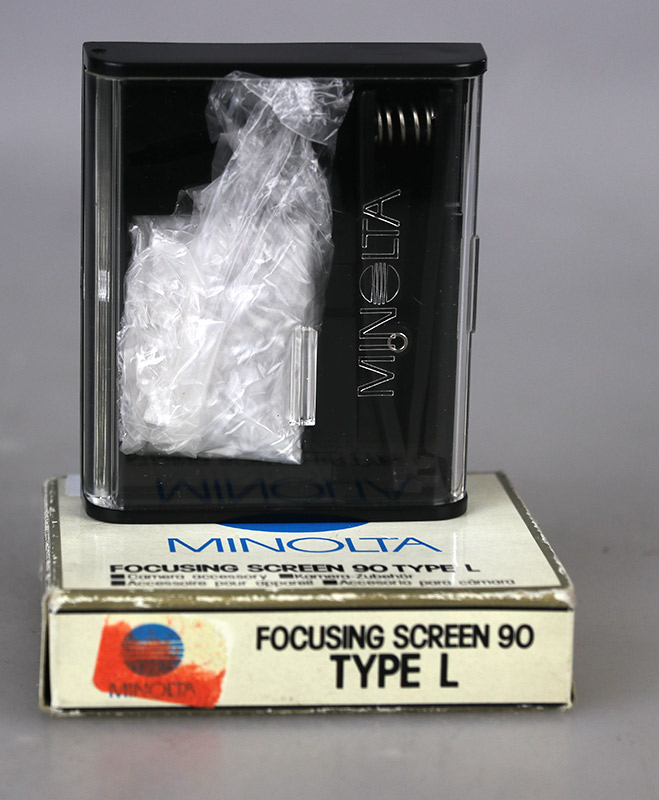 MINOLTA
MINOLTA
MINOLTA
FOCUSING SCREEN 90 TYPE L
■Camera accessory ■Kamera-Zubehör
■Accessoire pour appareil ■Accesorio para cámara
MINOLTA
FOCUSING SCREEN 90
TYPE L